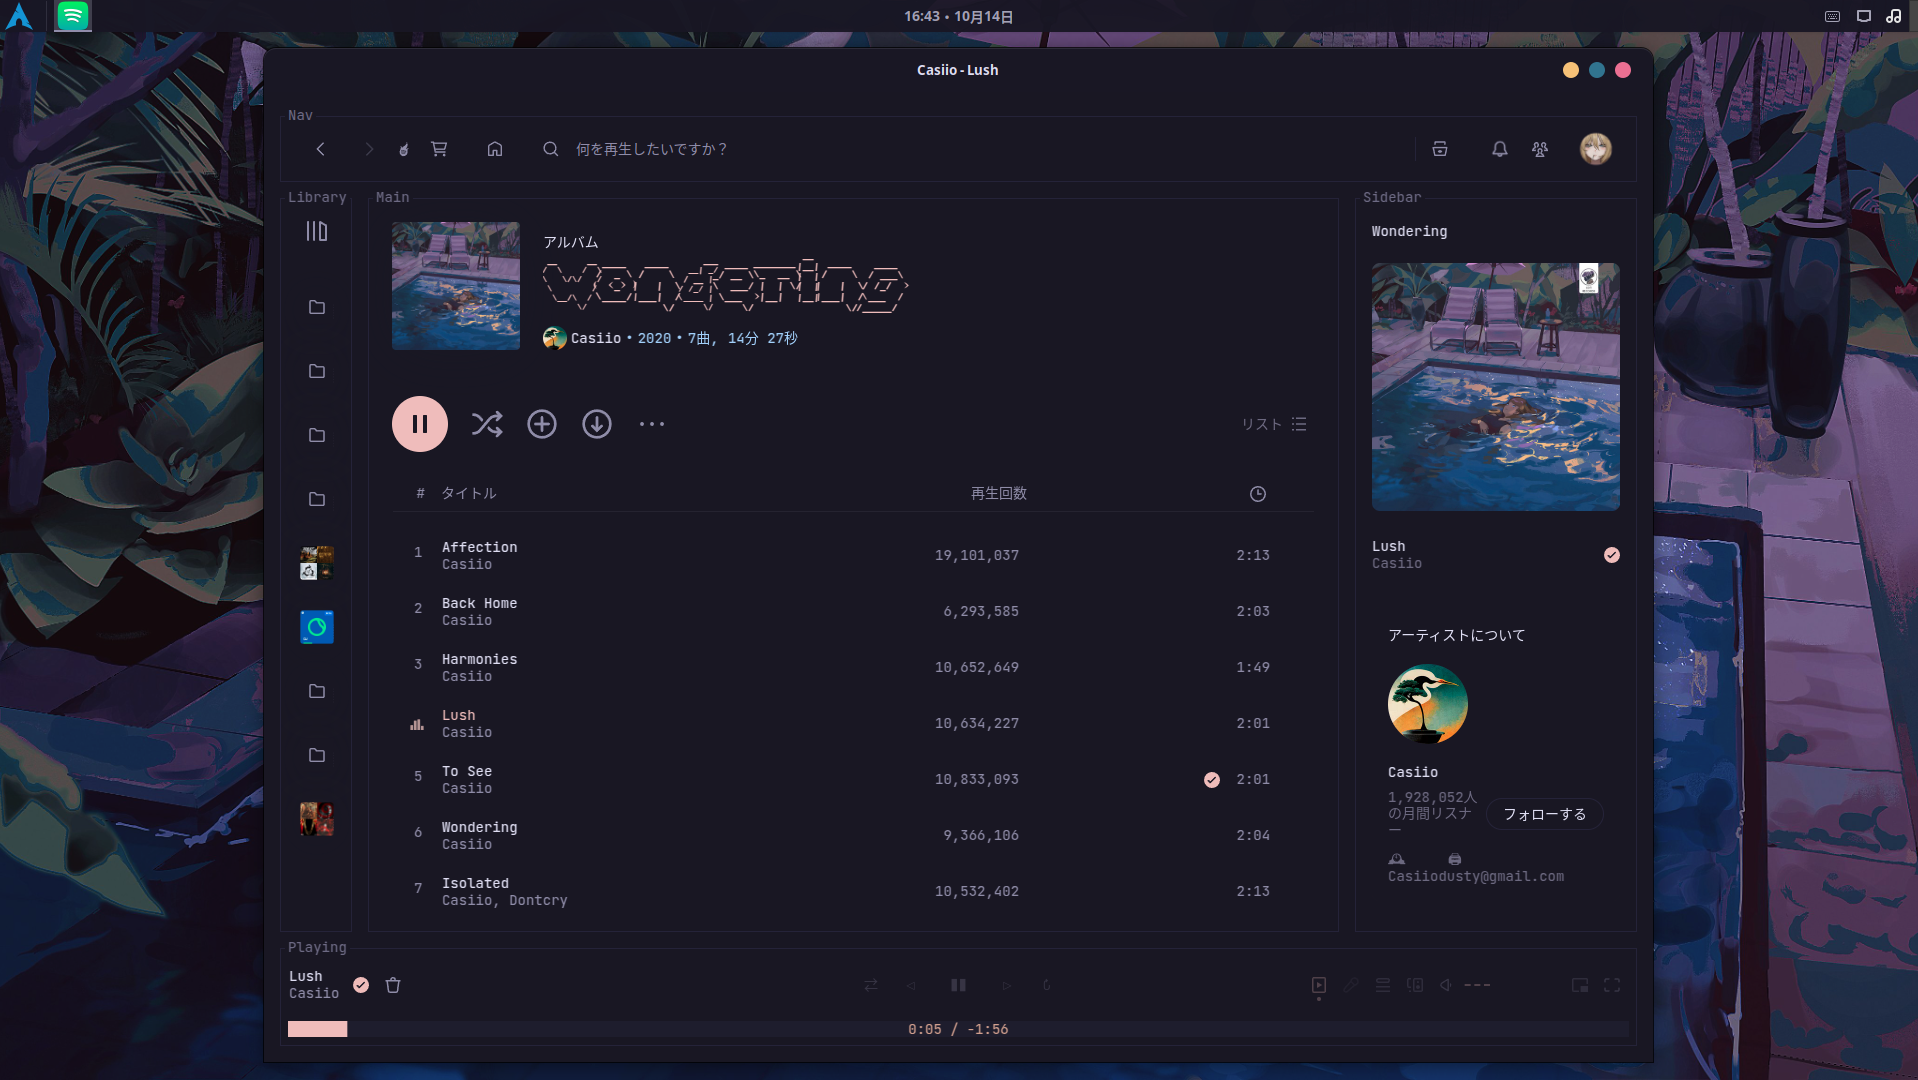 16:43 • 10月14日
Casiio - Lush
Nav
何を再生したいですか？
Library
Main
アルバム
Wondering
Casiio • 2020 • 7曲, 14分 27秒
リスト
# タイトル 再生回数
1 Affection 19,101,037 2:13
Casiio
2 Back Home 6,293,585 2:03
Casiio
3 Harmonies 10,652,649 1:49
Casiio
Lush 10,634,227 2:01
Casiio
5 To See 10,833,093 2:01
Casiio
6 Wondering 9,366,106 2:04
Casiio
7 Isolated 10,532,402 2:13
Casiio, Dontcry
Sidebar
Wondering
Lush
Casiio
アーティストについて
Casiio
1,928,052人
の月間リスナ
ー
フォローする
Casiiodusty@gmail.com
Playing
Lush
Casiio
0:05 / -1:56